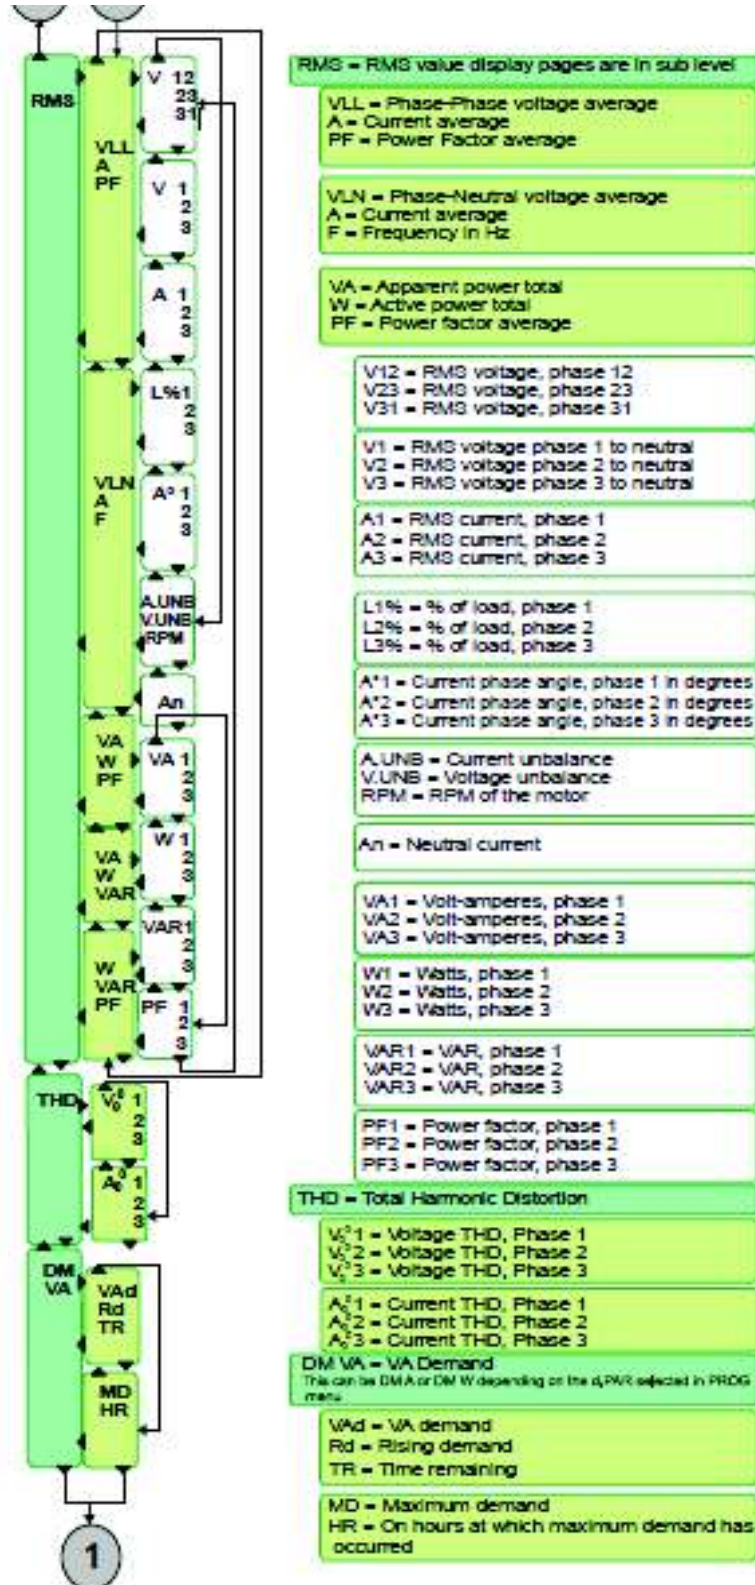 RMS
VLL
A
PF
V 12
23
31
V 1
2
3
A 1
2
3
VLN
A
F
L%1
2
3
A° 1
2
3
A.UNB
V.UNB
RPM
An
VA
W
PF
VA 1
2
3
VA
W
VAR
W 1
2
3
W
VAR
PF
VAR1
2
3
PF 1
2
3
THD
V%1
2
3
A%1
2
3
DM
VA
VAd
Rd
TR
MD
HR
1
RMS = RMS value display pages are in sub level
VLL = Phase-Phase voltage average
A = Current average
PF = Power Factor average
VLN = Phase-Neutral voltage average
A = Current average
F = Frequency in Hz
VA = Apparent power total
W = Active power total
PF = Power factor average
V12 = RMS voltage, phase 12
V23 = RMS voltage, phase 23
V31 = RMS voltage, phase 31
V1 = RMS voltage phase 1 to neutral
V2 = RMS voltage phase 2 to neutral
V3 = RMS voltage phase 3 to neutral
A1 = RMS current, phase 1
A2 = RMS current, phase 2
A3 = RMS current, phase 3
L1% = % of load, phase 1
L2% = % of load, phase 2
L3% = % of load, phase 3
A°1 = Current phase angle, phase 1 in degrees
A°2 = Current phase angle, phase 2 in degrees
A°3 = Current phase angle, phase 3 in degrees
A.UNB = Current unbalance
V.UNB = Voltage unbalance
RPM = RPM of the motor
An = Neutral current
VA1 = Volt-amperes, phase 1
VA2 = Volt-amperes, phase 2
VA3 = Volt-amperes, phase 3
W1 = Watts, phase 1
W2 = Watts, phase 2
W3 = Watts, phase 3
VAR1 = VAR, phase 1
VAR2 = VAR, phase 2
VAR3 = VAR, phase 3
PF1 = Power factor, phase 1
PF2 = Power factor, phase 2
PF3 = Power factor, phase 3
THD = Total Harmonic Distortion
V%1 = Voltage THD, Phase 1
V%2 = Voltage THD, Phase 2
V%3 = Voltage THD, Phase 3
A%1 = Current THD, Phase 1
A%2 = Current THD, Phase 2
A%3 = Current THD, Phase 3
DM VA = VA Demand
This can be DM A or DM W depending on the d,PAR selected in PROG
menu
VAd = VA demand
Rd = Rising demand
TR = Time remaining
MD = Maximum demand
HR = On hours at which maximum demand has
occurred